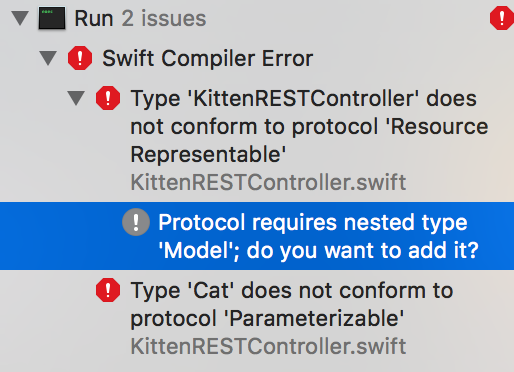 Run 2 issues
Swift Compiler Error
Type 'KittenRESTController' does
not conform to protocol 'Resource
Representable'
KittenRESTController.swift
Protocol requires nested type
'Model'; do you want to add it?
Type 'Cat' does not conform to
protocol 'Parameterizable'
KittenRESTController.swift